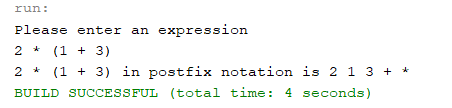 run:
Please enter an expression
2 * (1 + 3)
2 * (1 + 3) in postfix notation is 2 1 3 + *
BUILD SUCCESSFUL (total time: 4 seconds)